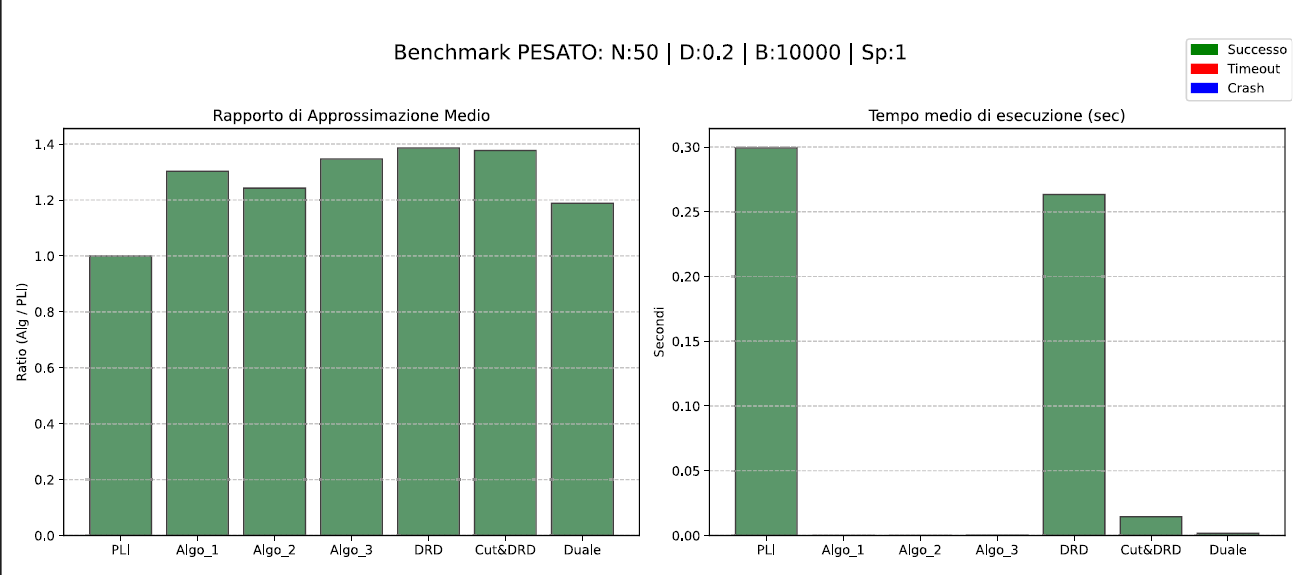 Benchmark PESATO: N:50 | D:0.2 | B:10000 | Sp:1
Successo
Timeout
Crash
Rapporto di Approssimazione Medio
Ratio (Alg / PLI)
1.4
1.2
1.0
0.8
0.6
0.4
0.2
0.0
PLI
Algo_1
Algo_2
Algo_3
DRD
Cut&DRD
Duale
Tempo medio di esecuzione (sec)
Secondi
0.30
0.25
0.20
0.15
0.10
0.05
0.00
PLI
Algo_1
Algo_2
Algo_3
DRD
Cut&DRD
Duale